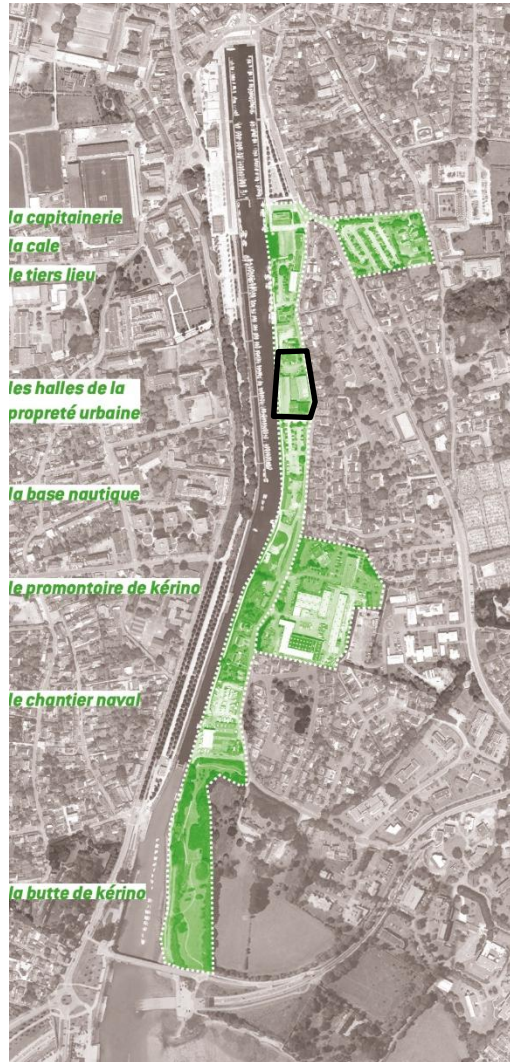 la capitainerie
la cale
le tiers lieu
les halles de la
propreté urbaine
la base nautique
le promontoire de kérino
le chantier naval
la butte de kérino